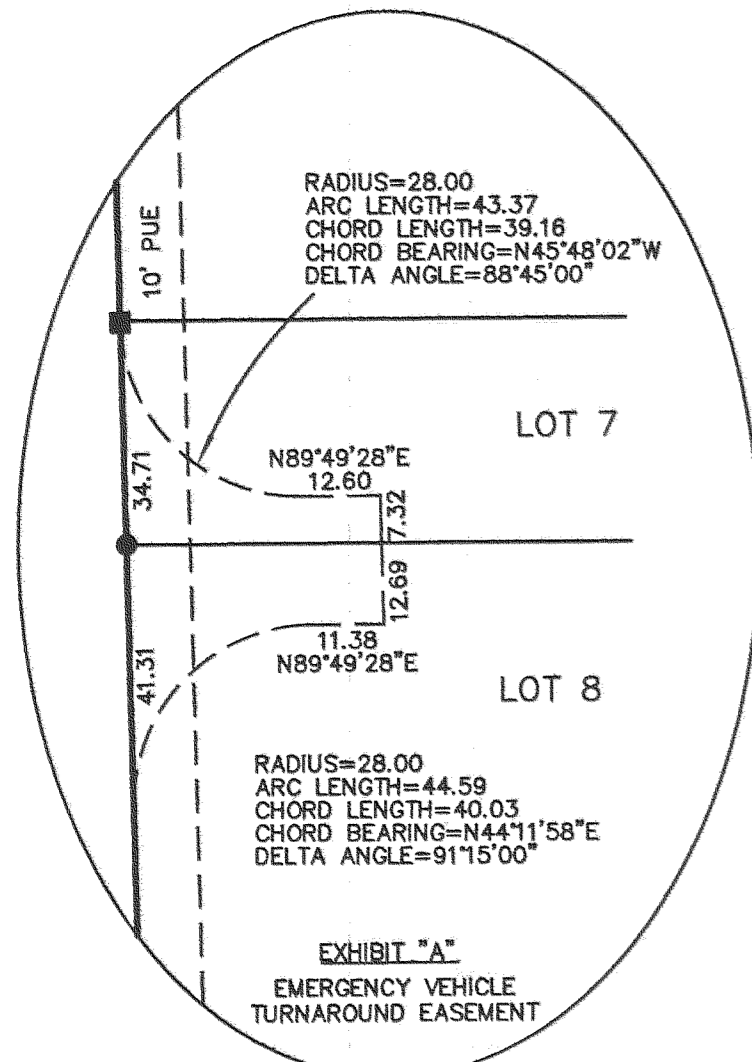 RADIUS=28.00
ARC LENGTH=43.37
CHORD LENGTH=39.16
CHORD BEARING=N45°48'02"W
DELTA ANGLE=88°45'00"
10' PUE
LOT 7
N89°49'28"E
12.60
34.71
7.32
12.69
11.38
N89°49'28"E
41.31
LOT 8
RADIUS=28.00
ARC LENGTH=44.59
CHORD LENGTH=40.03
CHORD BEARING=N44°11'58"E
DELTA ANGLE=91°15'00"
EXHIBIT "A"
EMERGENCY VEHICLE
TURNAROUND EASEMENT